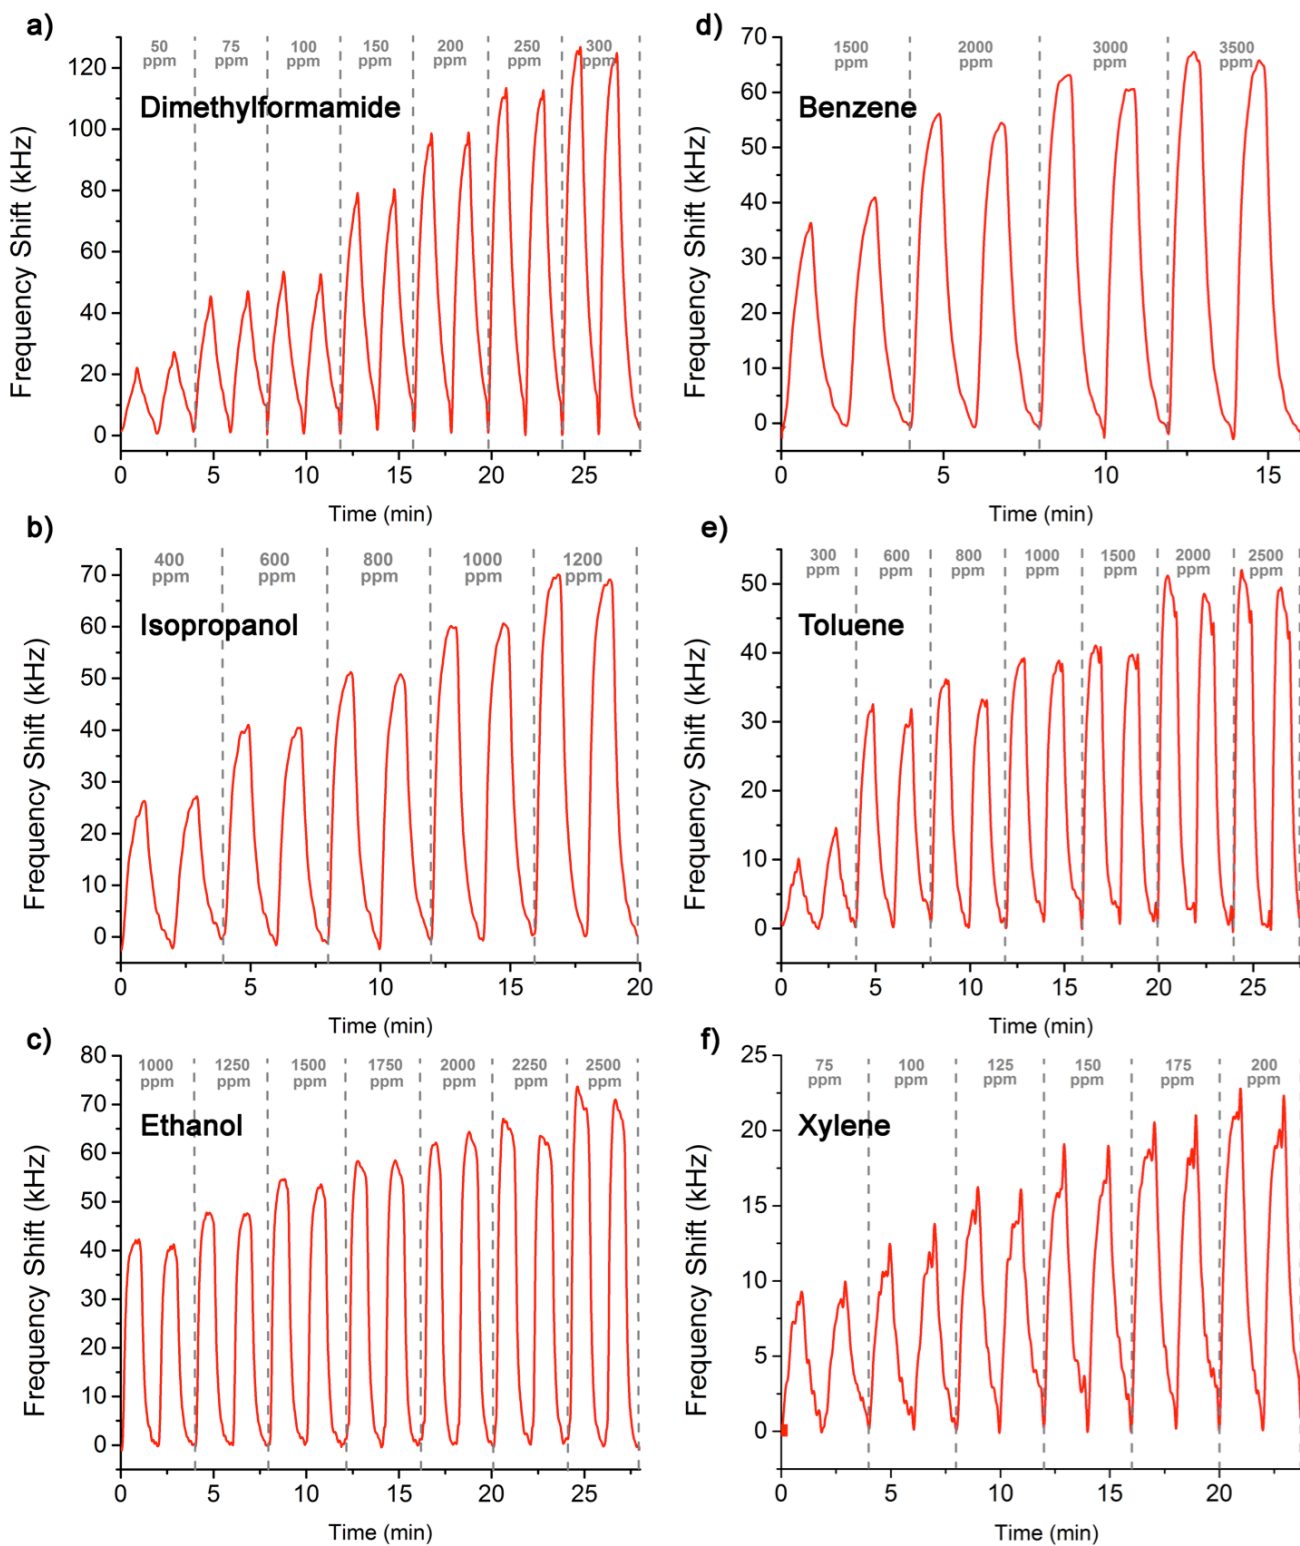 a)
50 75 100 150 200 250 300
ppm ppm ppm ppm ppm ppm ppm
Dimethylformamide
Frequency Shift (kHz)
120
100
80
60
40
20
0
0 5 10 15 20 25
Time (min)
b)
400 600 800 1000 1200
ppm ppm ppm ppm ppm
Isopropanol
Frequency Shift (kHz)
70
60
50
40
30
20
10
0
0 5 10 15 20
Time (min)
c)
1000 1250 1500 1750 2000 2250 2500
ppm ppm ppm ppm ppm ppm ppm
Ethanol
Frequency Shift (kHz)
80
70
60
50
40
30
20
10
0
0 5 10 15 20 25
Time (min)
d)
1500 2000 3000 3500
ppm ppm ppm ppm
Benzene
Frequency Shift (kHz)
70
60
50
40
30
20
10
0
0 5 10 15
Time (min)
e)
300 600 800 1000 1500 2000 2500
ppm ppm ppm ppm ppm ppm ppm
Toluene
Frequency Shift (kHz)
50
40
30
20
10
0
0 5 10 15 20 25
Time (min)
f)
75 100 125 150 175 200
ppm ppm ppm ppm ppm ppm
Xylene
Frequency Shift (kHz)
25
20
15
10
5
0
0 5 10 15 20
Time (min)